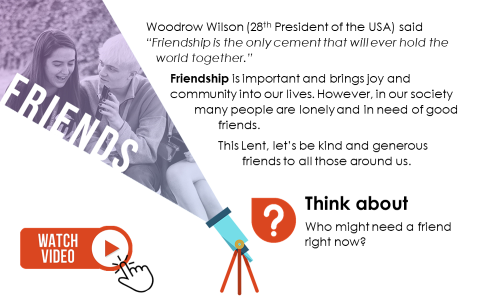 Woodrow Wilson (28th President of the USA) said
“Friendship is the only cement that will ever hold the
world together.”
Friendship is important and brings joy and
community into our lives. However, in our society
many people are lonely and in need of good
friends.
This Lent, let’s be kind and generous
friends to all those around us.
FRIENDS
?
Think about
Who might need a friend
right now?
WATCH
VIDEO